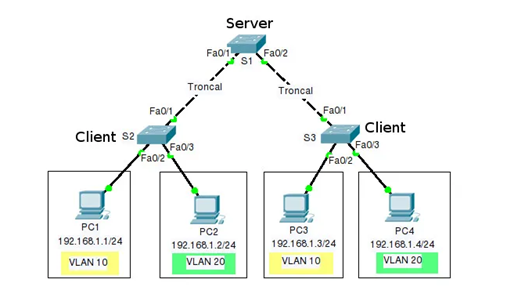 Server
Fa0/1
Fa0/2
S1
Troncal
Troncal
Fa0/1
Fa0/1
Client
S2
Fa0/3
Fa0/2
S3
Client
Fa0/3
Fa0/2
PC1
192.168.1.1/24
VLAN 10
PC2
192.168.1.2/24
VLAN 20
PC3
192.168.1.3/24
VLAN 10
PC4
192.168.1.4/24
VLAN 20